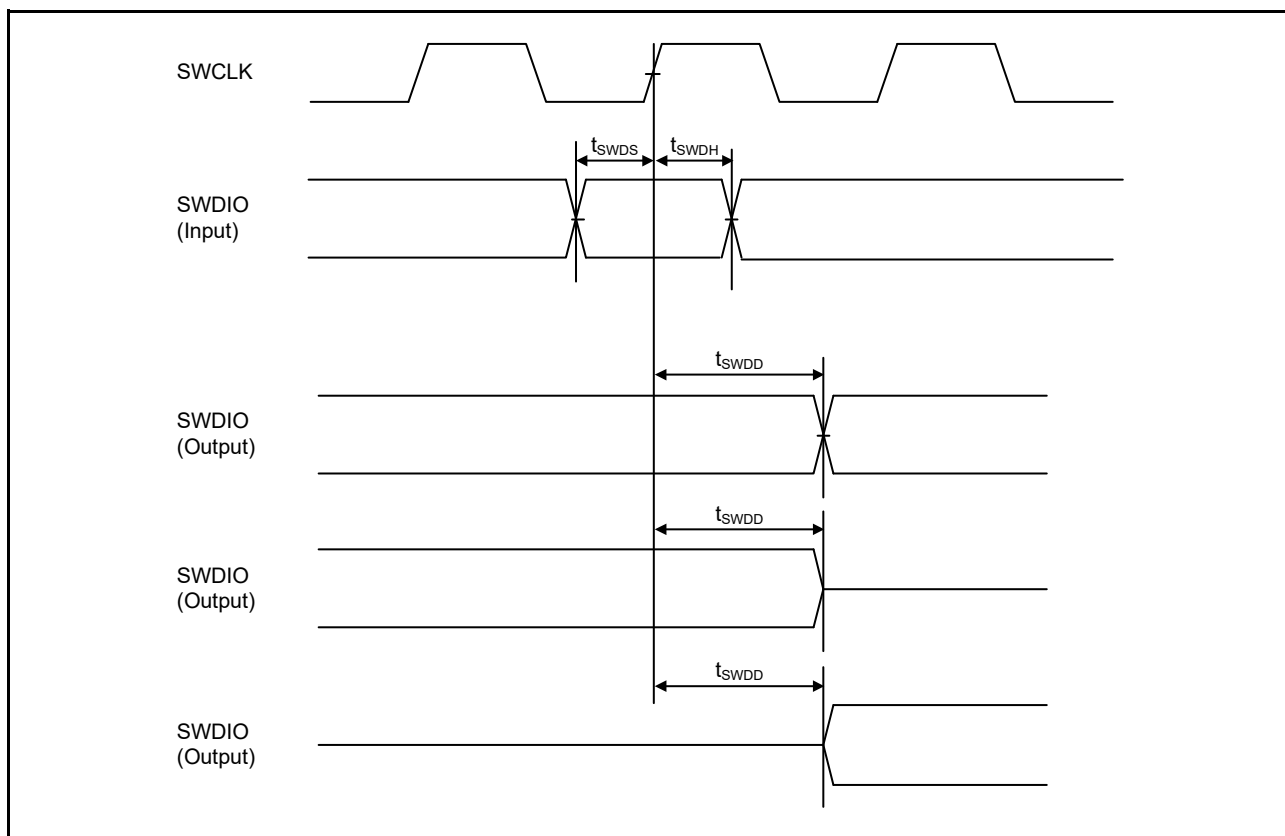 SWCLK
tSWDS
tSWDH
SWDIO
(Input)
tSWDD
SWDIO
(Output)
tSWDD
SWDIO
(Output)
tSWDD
SWDIO
(Output)